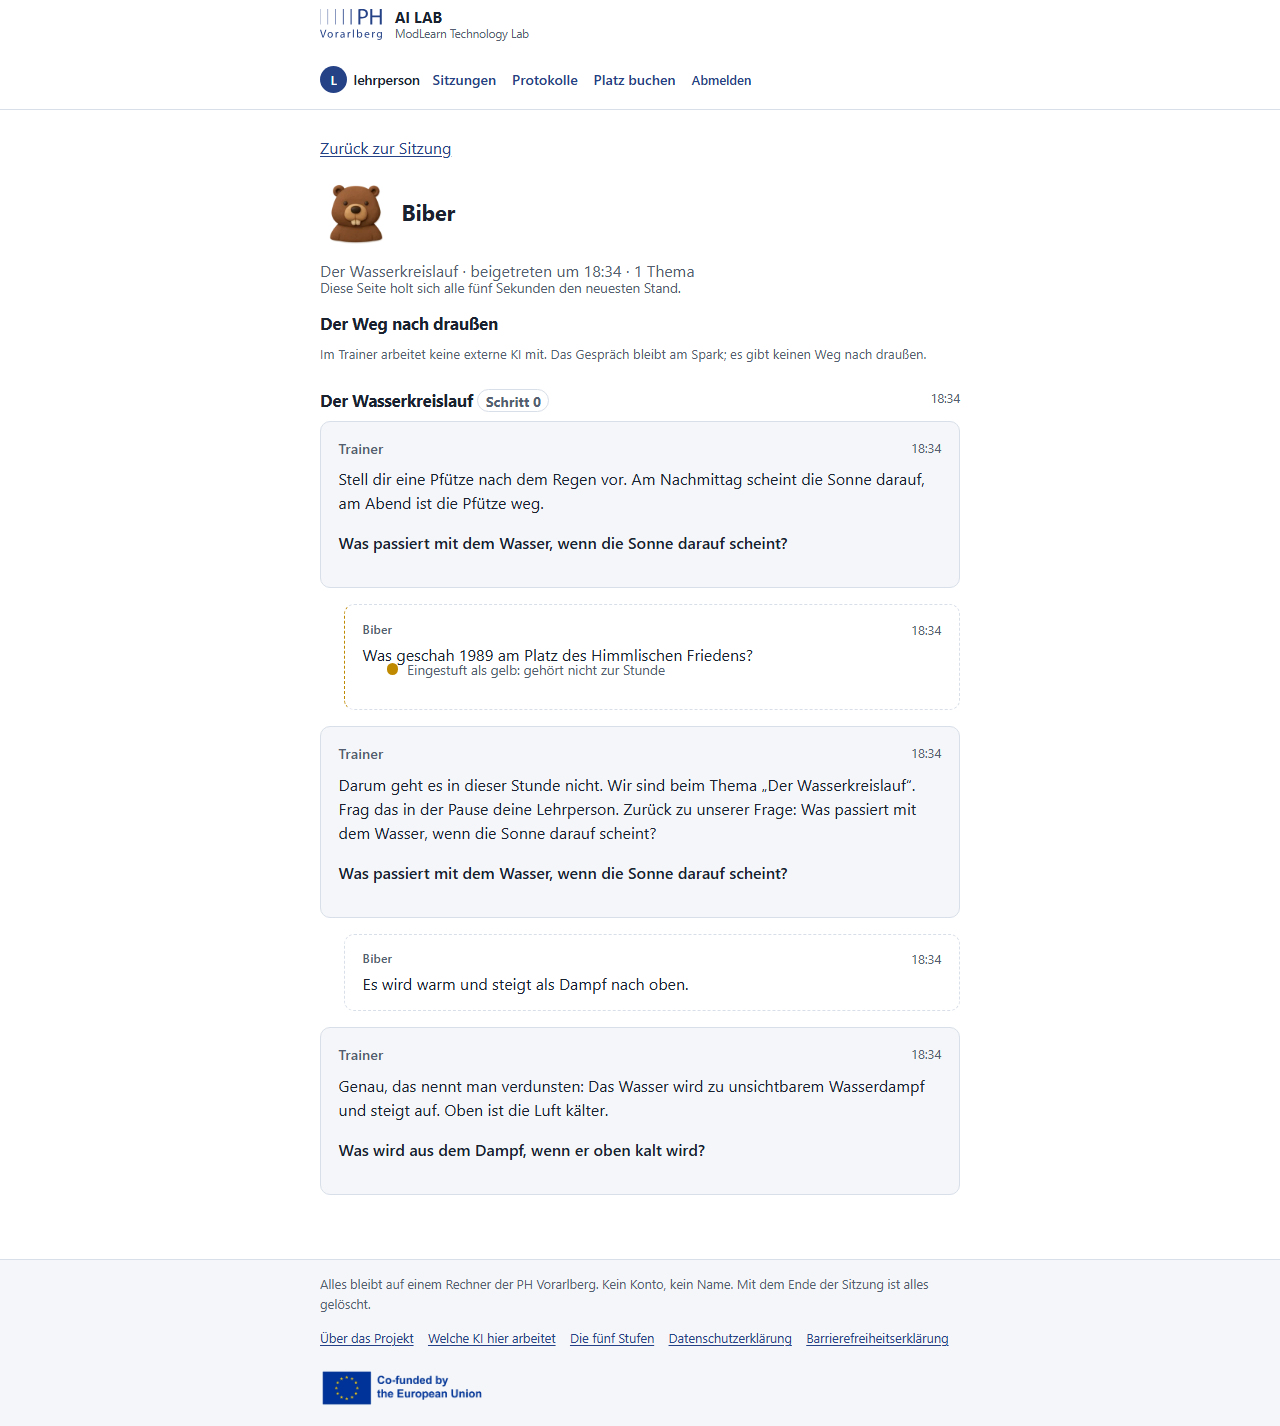 PH
Vorarlberg
AI LAB
ModLearn Technology Lab
L
lehrperson Sitzungen Protokolle Platz buchen Abmelden
Zurück zur Sitzung
Biber
Der Wasserkreislauf · beigetreten um 18:34 · 1 Thema
Diese Seite holt sich alle fünf Sekunden den neuesten Stand.
Der Weg nach draußen
Im Trainer arbeitet keine externe KI mit. Das Gespräch bleibt am Spark; es gibt keinen Weg nach draußen.
Der Wasserkreislauf Schritt 0 18:34
Trainer 18:34
Stell dir eine Pfütze nach dem Regen vor. Am Nachmittag scheint die Sonne darauf,
am Abend ist die Pfütze weg.
Was passiert mit dem Wasser, wenn die Sonne darauf scheint?
Biber 18:34
Was geschah 1989 am Platz des Himmlischen Friedens?
Eingestuft als gelb: gehört nicht zur Stunde
Trainer 18:34
Darum geht es in dieser Stunde nicht. Wir sind beim Thema „Der Wasserkreislauf“.
Frag das in der Pause deine Lehrperson. Zurück zu unserer Frage: Was passiert mit
dem Wasser, wenn die Sonne darauf scheint?
Was passiert mit dem Wasser, wenn die Sonne darauf scheint?
Biber 18:34
Es wird warm und steigt als Dampf nach oben.
Trainer 18:34
Genau, das nennt man verdunsten: Das Wasser wird zu unsichtbarem Wasserdampf
und steigt auf. Oben ist die Luft kälter.
Was wird aus dem Dampf, wenn er oben kalt wird?
Alles bleibt auf einem Rechner der PH Vorarlberg. Kein Konto, kein Name. Mit dem Ende der Sitzung ist alles
gelöscht.
Über das Projekt Welche KI hier arbeitet Die fünf Stufen Datenschutzerklärung Barrierefreiheitserklärung
Co-funded by
the European Union